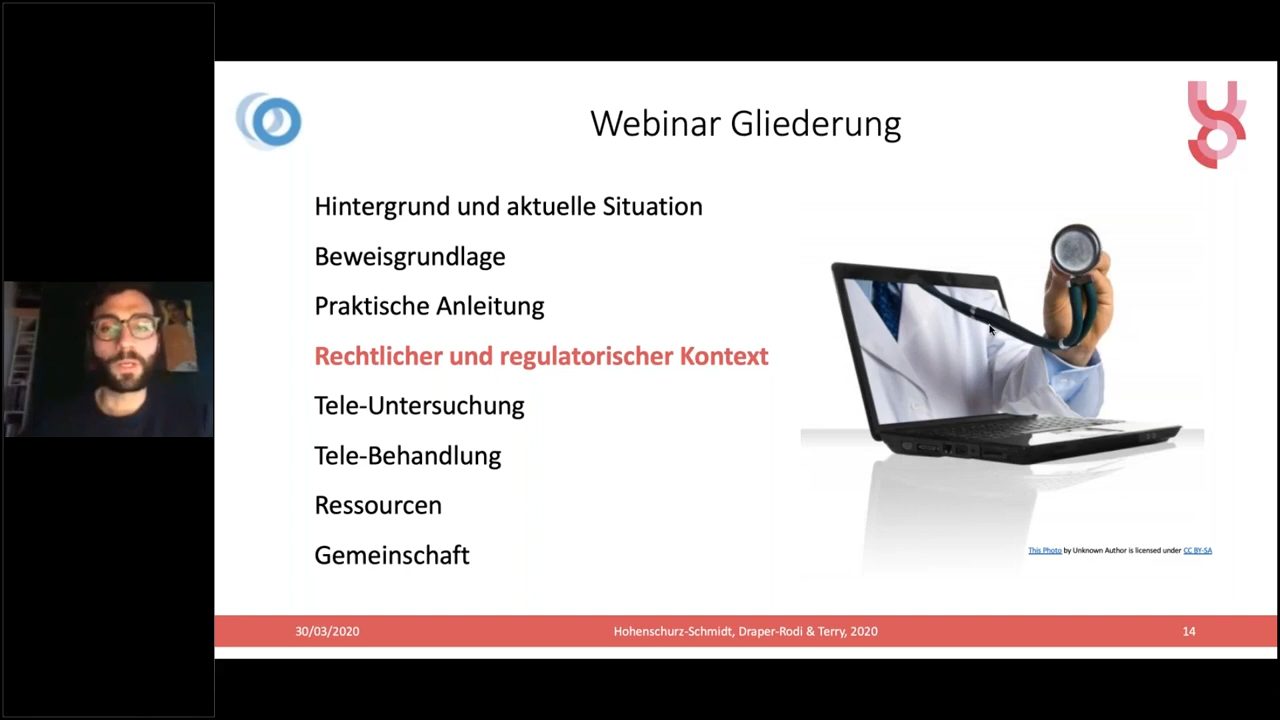 Webinar Gliederung
Hintergrund und aktuelle Situation
Beweisgrundlage
Praktische Anleitung
Rechtlicher und regulatorischer Kontext
Tele-Untersuchung
Tele-Behandlung
Ressourcen
Gemeinschaft
This Photo by Unknown Author is licensed under CC BY-SA
30/03/2020 Hohenschurz-Schmidt, Draper-Rodi & Terry, 2020 14